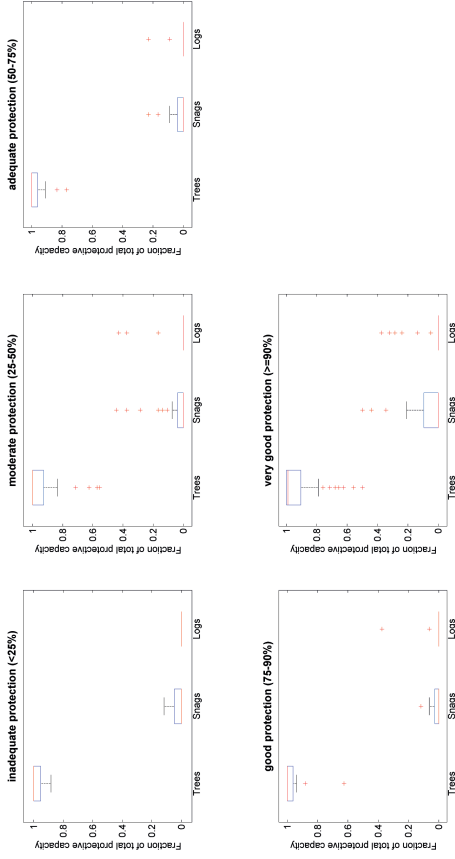 inadequate protection (<25%)
Fraction of total protective capacity
1
0.8
0.6
0.4
0.2
0
Trees
Snags
Logs
moderate protection (25-50%)
Fraction of total protective capacity
1
0.8
0.6
0.4
0.2
0
Trees
Snags
Logs
adequate protection (50-75%)
Fraction of total protective capacity
1
0.8
0.6
0.4
0.2
0
Trees
Snags
Logs
good protection (75-90%)
Fraction of total protective capacity
1
0.8
0.6
0.4
0.2
0
Trees
Snags
Logs
very good protection (>=90%)
Fraction of total protective capacity
1
0.8
0.6
0.4
0.2
0
Trees
Snags
Logs